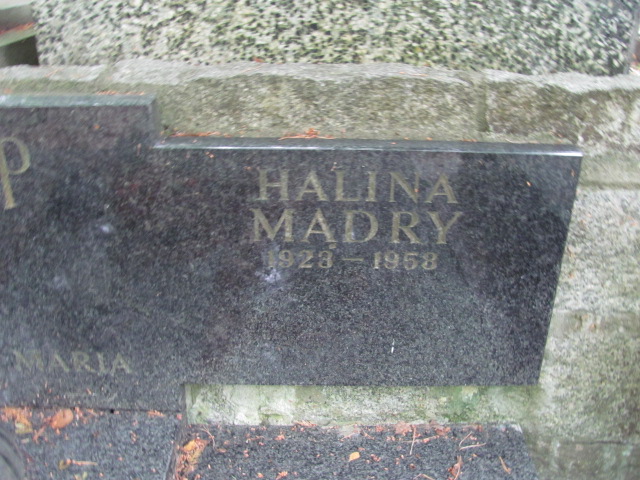 P
HALINA
MĄDRY
1923 – 1958
MARIA